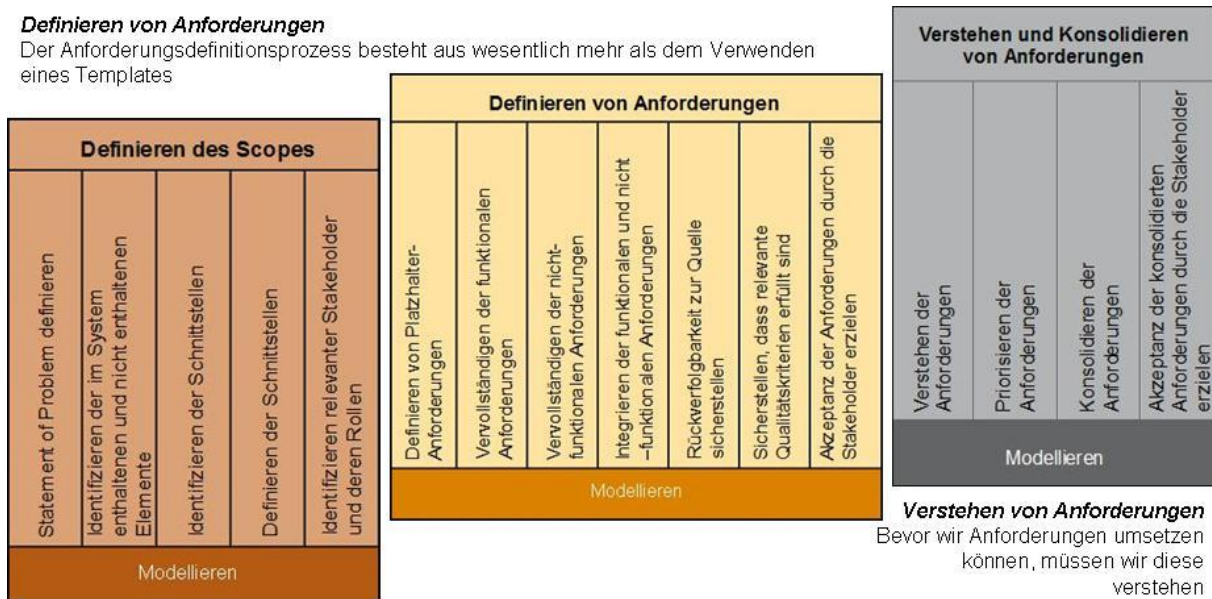 Definieren von Anforderungen
Der Anforderungsdefinitionsprozess besteht aus wesentlich mehr als dem Verwenden
eines Templates
Definieren des Scopes
Statement of Problem definieren
Identifizieren der im System
enthaltenen und nicht enthaltenen
Elemente
Identifizieren der Schnittstellen
Definieren der Schnittstellen
Identifizieren relevanter Stakeholder
und deren Rollen
Modellieren
Definieren von Anforderungen
Definieren von Platzhalter-
Anforderungen
Vervollständigen der funktionalen
Anforderungen
Vervollständigen der nicht-
funktionalen Anforderungen
Integrieren der funktionalen und nicht
–funktionalen Anforderungen
Rückverfolgbarkeit zur Quelle
sicherstellen
Sicherstellen, dass relevante
Qualitätskriterien erfüllt sind
Akzeptanz der Anforderungen durch die
Stakeholder erzielen
Modellieren
Verstehen und Konsolidieren
von Anforderungen
Verstehen der
Anforderungen
Priorisieren der
Anforderungen
Konsolidieren der
Anforderungen
Akzeptanz der konsolidierten
Anforderungen durch die Stakeholder
erzielen
Modellieren
Verstehen von Anforderungen
Bevor wir Anforderungen umsetzen
können, müssen wir diese
verstehen